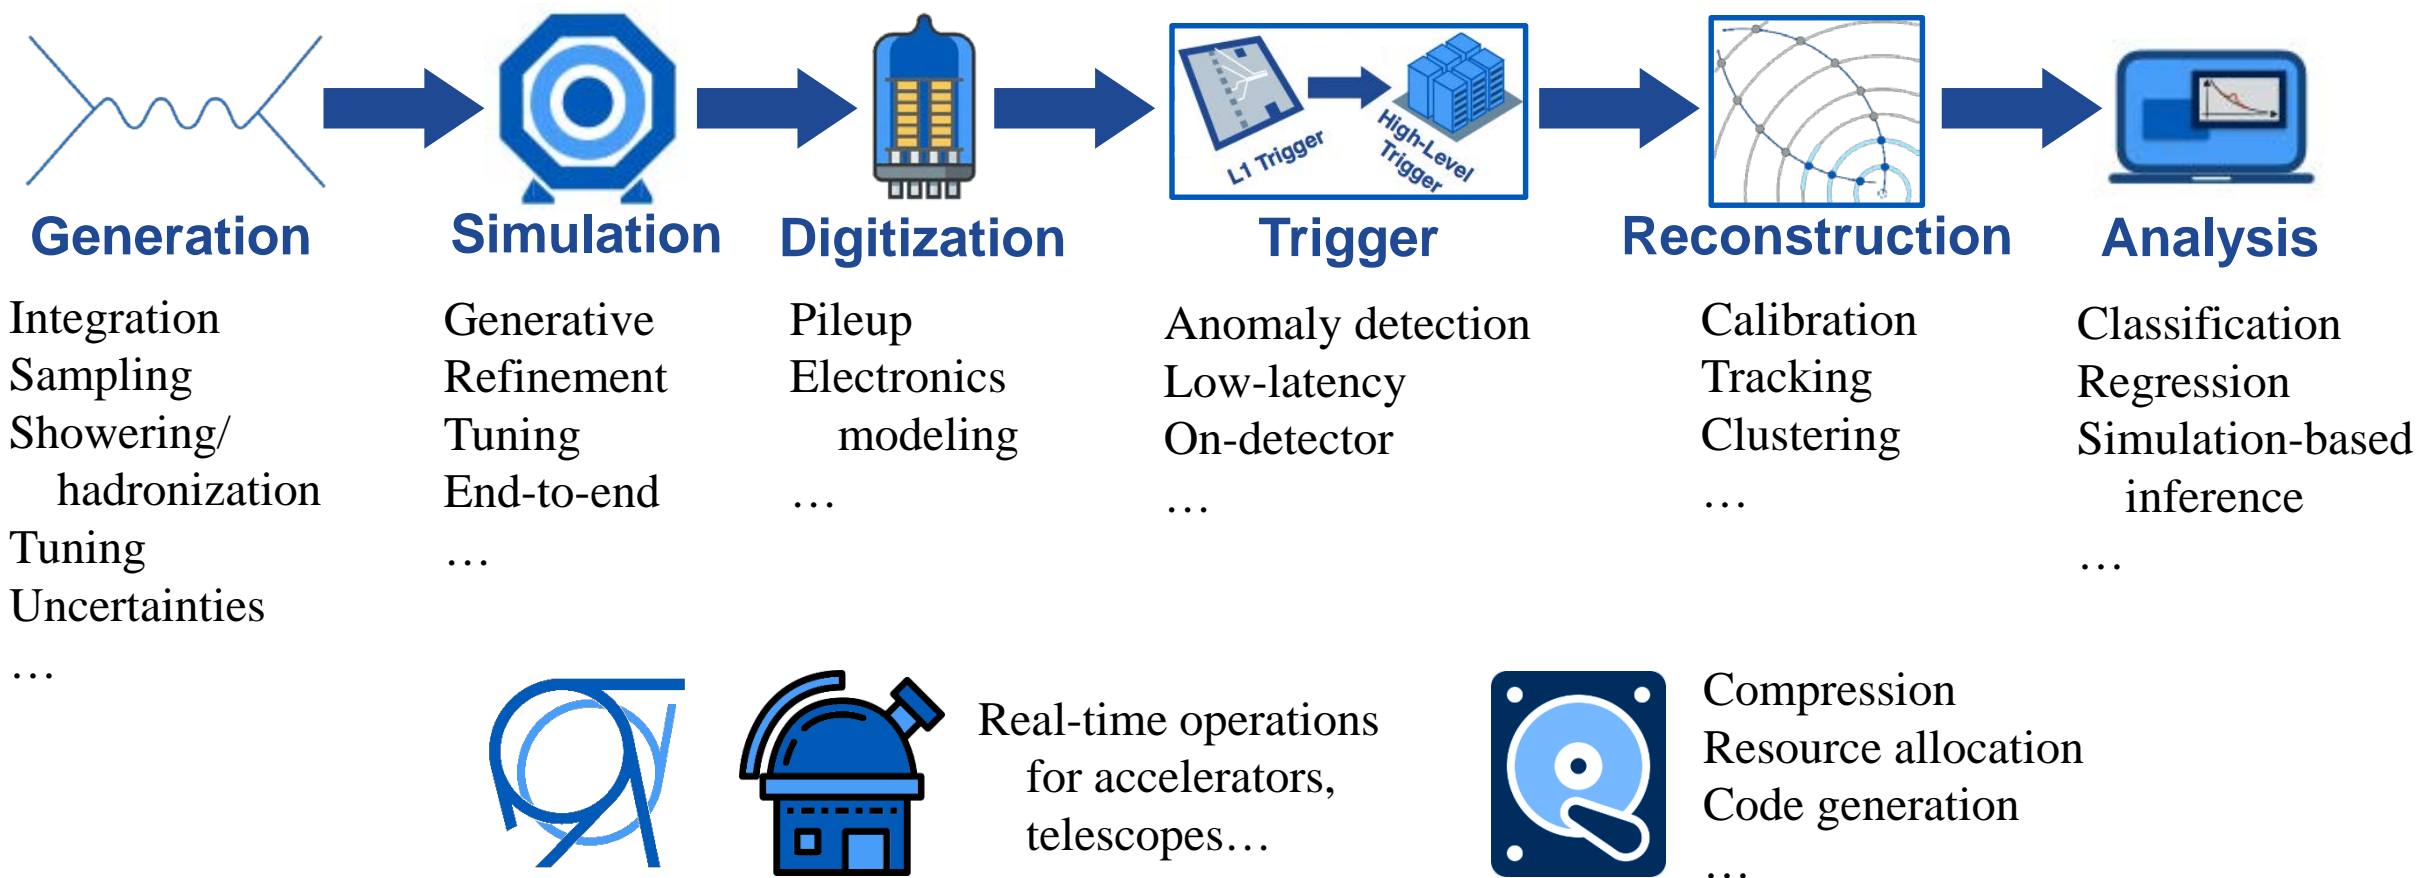 L1 Trigger
High-Level
Trigger
Generation
Simulation
Digitization
Trigger
Reconstruction
Analysis
Integration
Sampling
Showering/
hadronization
Tuning
Uncertainties
…
Generative
Refinement
Tuning
End-to-end
…
Pileup
Electronics
modeling
…
Anomaly detection
Low-latency
On-detector
…
Calibration
Tracking
Clustering
…
Classification
Regression
Simulation-based
inference
…
Real-time operations
for accelerators,
telescopes…
Compression
Resource allocation
Code generation
…